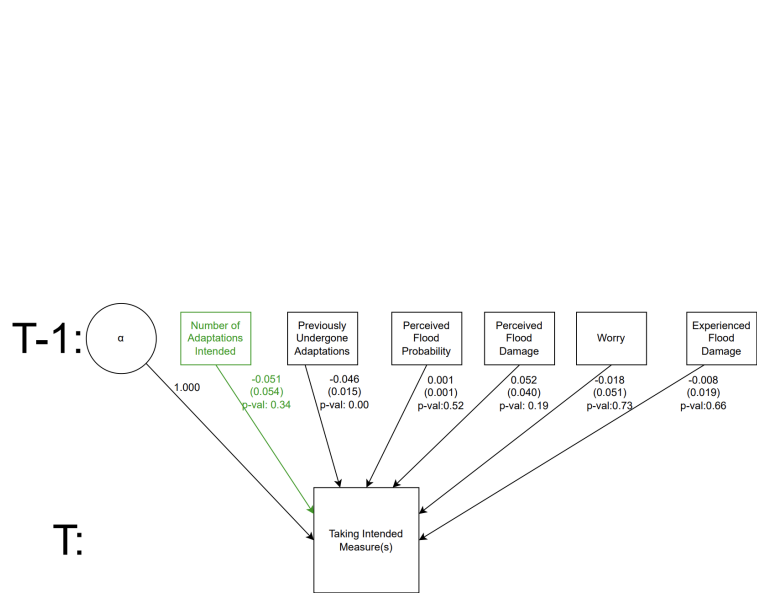 T-1:
α
Number of
Adaptations
Intended
Previously
Undergone
Adaptations
Perceived
Flood
Probability
Perceived
Flood
Damage
Worry
Experienced
Flood
Damage
1.000
-0.051
(0.054)
p-val: 0.34
-0.046
(0.015)
p-val: 0.00
0.001
(0.001)
p-val:0.52
0.052
(0.040)
p-val: 0.19
-0.018
(0.051)
p-val:0.73
-0.008
(0.019)
p-val:0.66
T:
Taking Intended
Measure(s)